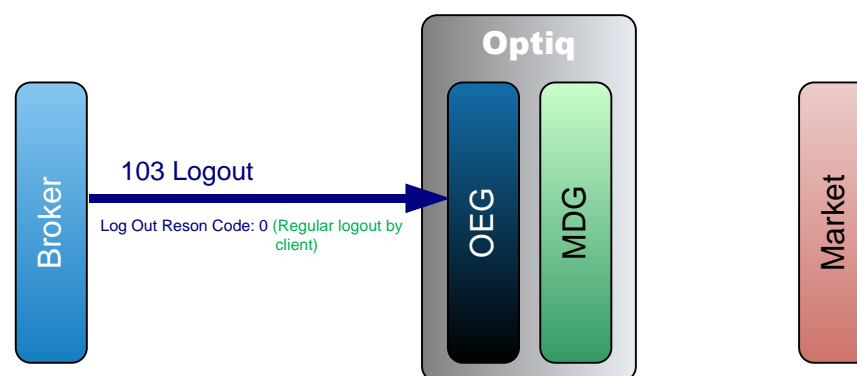 Optiq
103 Logout
Log Out Reson Code: 0 (Regular logout by
client)
Broker
OEG
MDG
Market